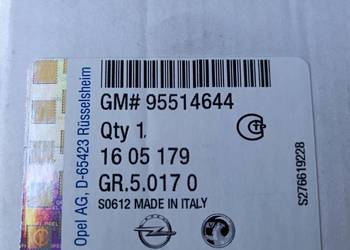 Opel AG, D-65423 Rüsselsheim
GM# 95514644
Qty 1
16 05 179
GR.5.017 0
S0612 MADE IN ITALY
S276619228